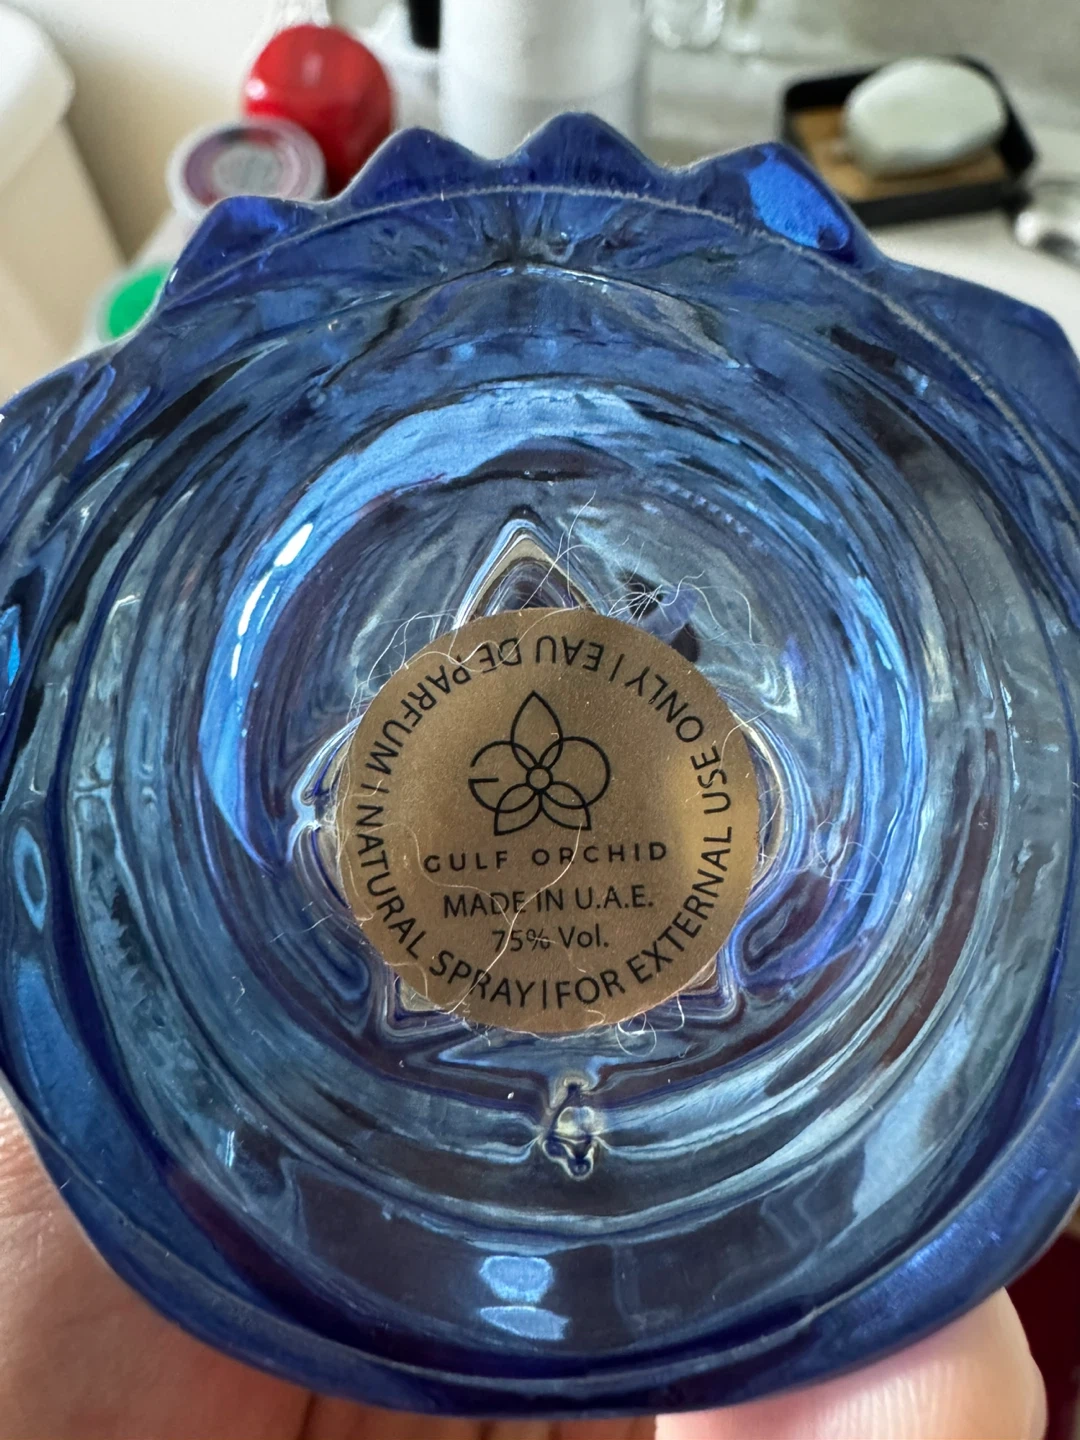 GULF ORCHID
MADE IN U.A.E.
75% Vol.
EAU DE PARFUM | NATURAL SPRAY | FOR EXTERNAL USE ONLY |